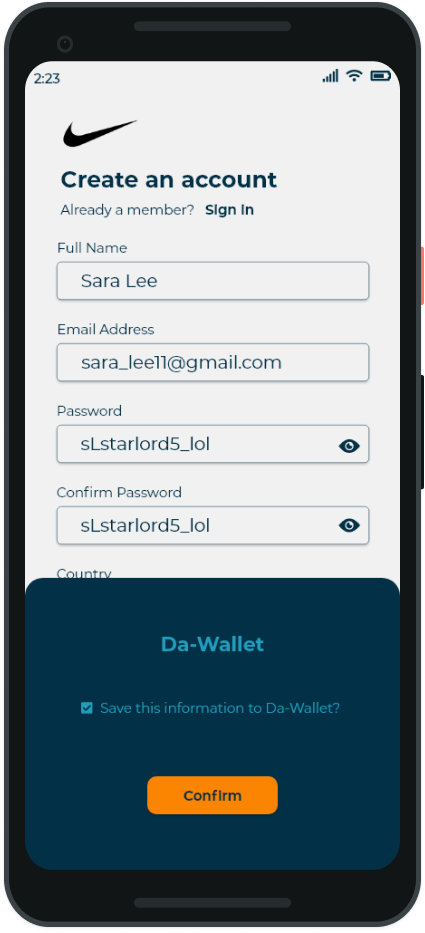 2:23
Create an account
Already a member? Sign in
Full Name
Sara Lee
Email Address
sara_lee11@gmail.com
Password
sLstarlord5_lol
Confirm Password
sLstarlord5_lol
Country
Da-Wallet
Save this information to Da-Wallet?
Confirm